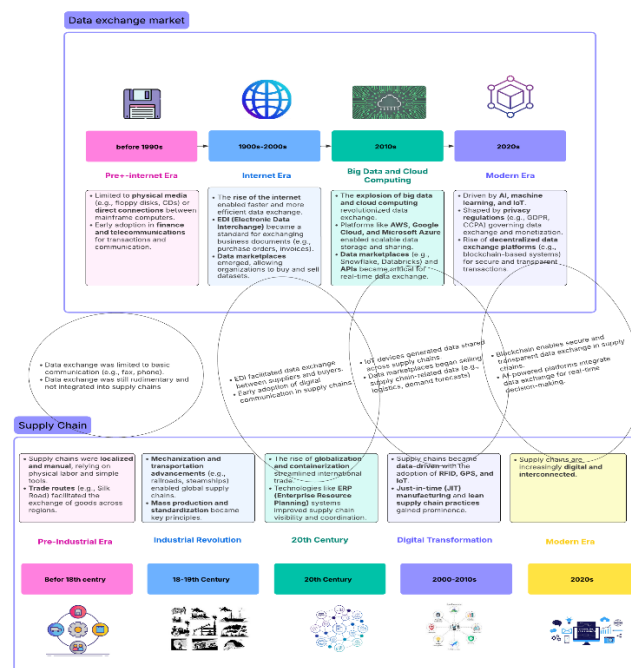 Data exchange market
before 1990s
1900s-2000s
2010s
2020s
Pre+-internet Era
Internet Era
Big Data and Cloud
Computing
Modern Era
• Limited to physical media
(e.g., floppy disks, CDs) or
direct connections between
mainframe computers.
• Early adoption in finance
and telecommunications
for transactions and
communication.
• The rise of the internet
enabled faster and more
efficient data exchange.
• EDI (Electronic Data
Interchange) became a
standard for exchanging
business documents (e.g.,
purchase orders, invoices).
• Data marketplaces
emerged, allowing
organizations to buy and sell
datasets.
• The explosion of big data
and cloud computing
revolutionized data
exchange.
• Platforms like AWS, Google
Cloud, and Microsoft Azure
enabled scalable data
storage and sharing.
• Data marketplaces (e.g.,
Snowflake, Databricks) and
APIs became critical for
real-time data exchange.
• Driven by AI, machine
learning, and IoT.
• Shaped by privacy
regulations (e.g., GDPR,
CCPA) governing data
exchange and monetization.
• Rise of decentralized data
exchange platforms (e.g.,
blockchain-based systems)
for secure and transparent
transactions.
• Data exchange was limited to basic
communication (e.g., fax, phone).
• Data exchange was still rudimentary and
not integrated into supply chains
• EDI facilitated data exchange
between suppliers and buyers.
• Early adoption of digital
communication in supply chains.
• IoT devices generated data shared
across supply chains
• Data marketplaces began selling
supply chain-related data (e.g.,
logistics, demand forecasts)
• Blockchain enables secure and
transparent data exchange in supply
chains.
• AI-powered platforms integrate
data exchange for real-time
decision-making.
Supply Chain
• Supply chains were localized
and manual, relying on
physical labor and simple
tools.
• Trade routes (e.g., Silk
Road) facilitated the
exchange of goods across
regions.
• Mechanization and
transportation
advancements (e.g.,
railroads, steamships)
enabled global supply
chains.
• Mass production and
standardization became
key principles.
• The rise of globalization
and containerization
streamlined international
trade.
• Technologies like ERP
(Enterprise Resource
Planning) systems
improved supply chain
visibility and coordination.
• Supply chains became
data-driven with the
adoption of RFID, GPS, and
IoT.
• Just-in-time (JIT)
manufacturing and lean
supply chain practices
gained prominence.
• Supply chains are
increasingly digital and
interconnected.
Pre-Industrial Era
Industrial Revolution
20th Century
Digital Transformation
Modern Era
Befor 18th centry
18-19th Century
20th Century
2000-2010s
2020s